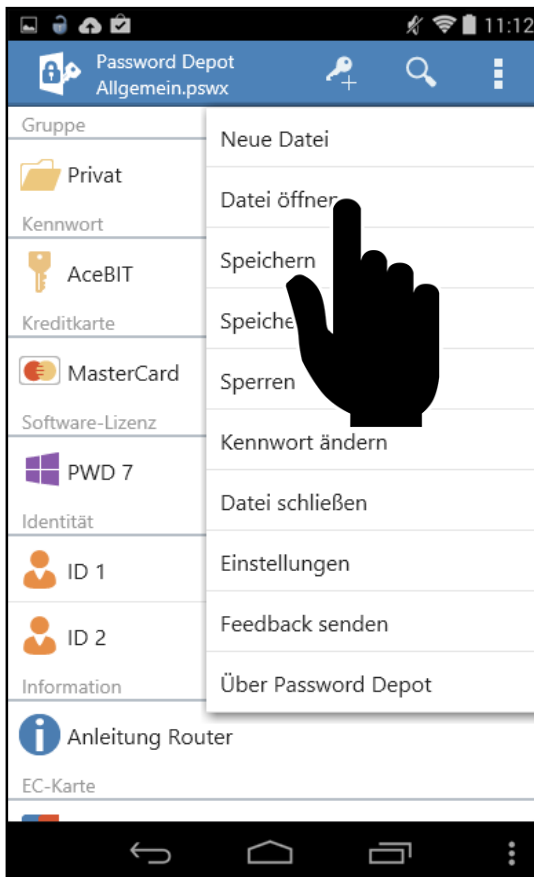 11:12
Password Depot
Allgemein.pswx
Gruppe
Privat
Kennwort
AceBIT
Kreditkarte
MasterCard
Software-Lizenz
PWD 7
Identität
ID 1
ID 2
Information
Anleitung Router
EC-Karte
Neue Datei
Datei öffnen
Speichern
Speiche
Sperren
Kennwort ändern
Datei schließen
Einstellungen
Feedback senden
Über Password Depot